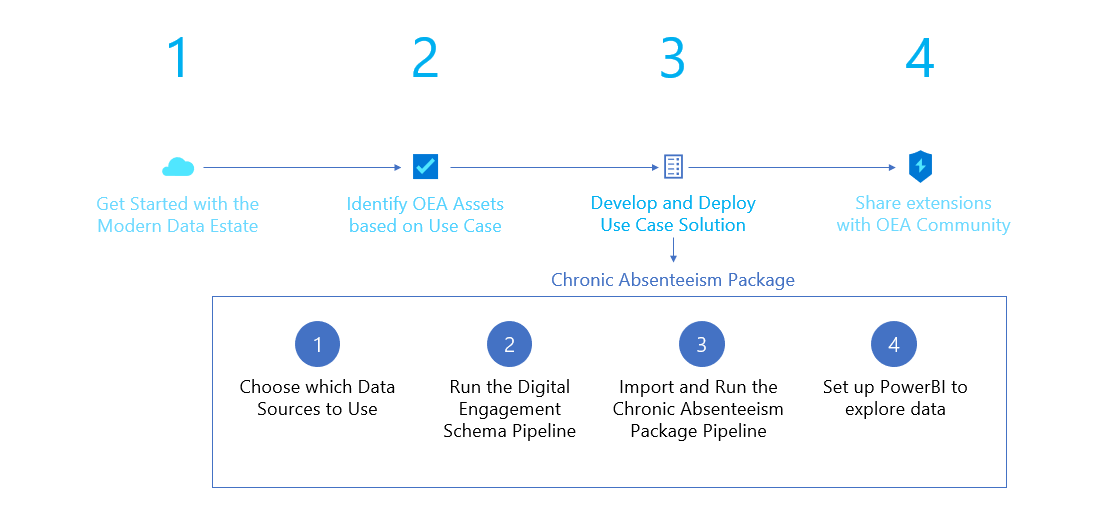 1
2
3
4
Get Started with the
Modern Data Estate
Identify OEA Assets
based on Use Case
Develop and Deploy
Use Case Solution
Share extensions
with OEA Community
Chronic Absenteeism Package
1
Choose which Data
Sources to Use
2
Run the Digital
Engagement
Schema Pipeline
3
Import and Run the
Chronic Absenteeism
Package Pipeline
4
Set up PowerBI to
explore data